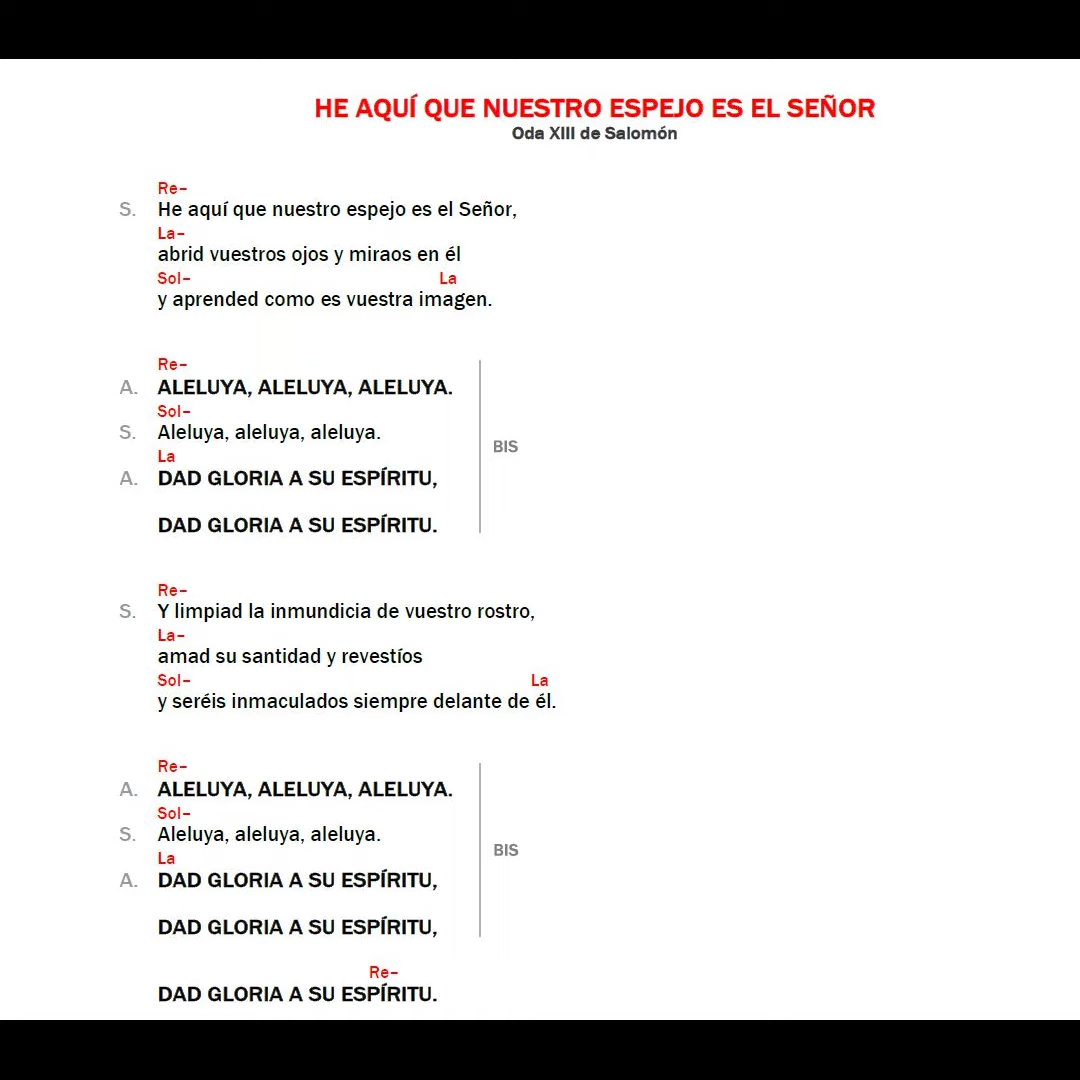 HE AQUÍ QUE NUESTRO ESPEJO ES EL SEÑOR
Oda XIII de Salomón
Re-
S. He aquí que nuestro espejo es el Señor,
La-
abrid vuestros ojos y miraos en él
Sol- La
y aprended como es vuestra imagen.
Re-
A. ALELUYA, ALELUYA, ALELUYA.
Sol-
S. Aleluya, aleluya, aleluya.
BIS
La
A. DAD GLORIA A SU ESPÍRITU,
DAD GLORIA A SU ESPÍRITU.
Re-
S. Y limpiad la inmundicia de vuestro rostro,
La-
amad su santidad y revestíos
Sol- La
y seréis inmaculados siempre delante de él.
Re-
A. ALELUYA, ALELUYA, ALELUYA.
Sol-
S. Aleluya, aleluya, aleluya.
BIS
La
A. DAD GLORIA A SU ESPÍRITU,
DAD GLORIA A SU ESPÍRITU,
Re-
DAD GLORIA A SU ESPÍRITU.